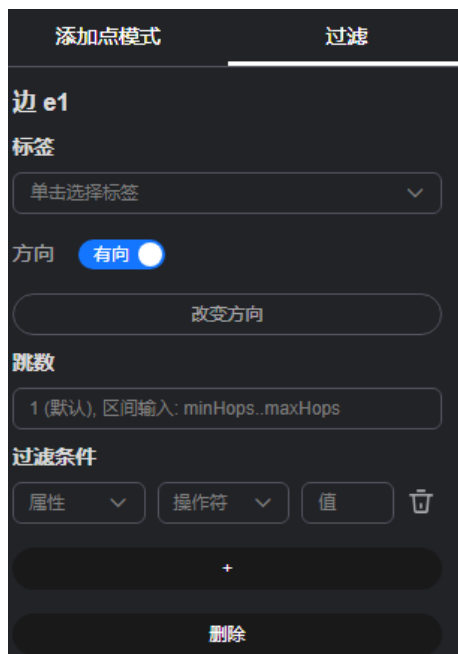 添加点模式 过滤
边 e1
标签
单击选择标签
方向 有向
改变方向
跳数
1 (默认), 区间输入: minHops..maxHops
过滤条件
属性 操作符 值
+
删除